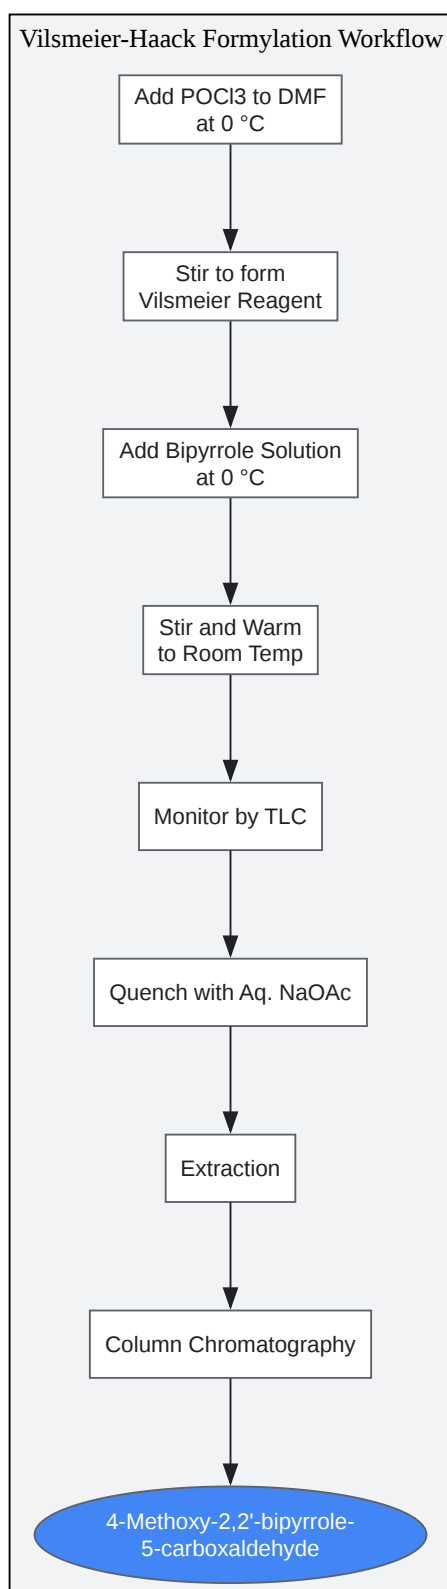 Vilsmeier-Haack Formylation Workflow
Add POCl3 to DMF
at 0 °C
Stir to form
Vilsmeier Reagent
Add Bipyrrole Solution
at 0 °C
Stir and Warm
to Room Temp
Monitor by TLC
Quench with Aq. NaOAc
Extraction
Column Chromatography
4-Methoxy-2,2'-bipyrrole-
5-carboxaldehyde